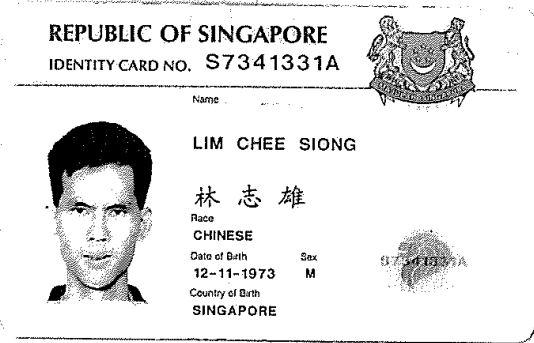 REPUBLIC OF SINGAPORE
IDENTITY CARD NO. S7341331A
Name
LIM CHEE SIONG
林志雄
Race
CHINESE
Date of Birth Sex
12-11-1973 M
Country of Birth
SINGAPORE
S7341331A